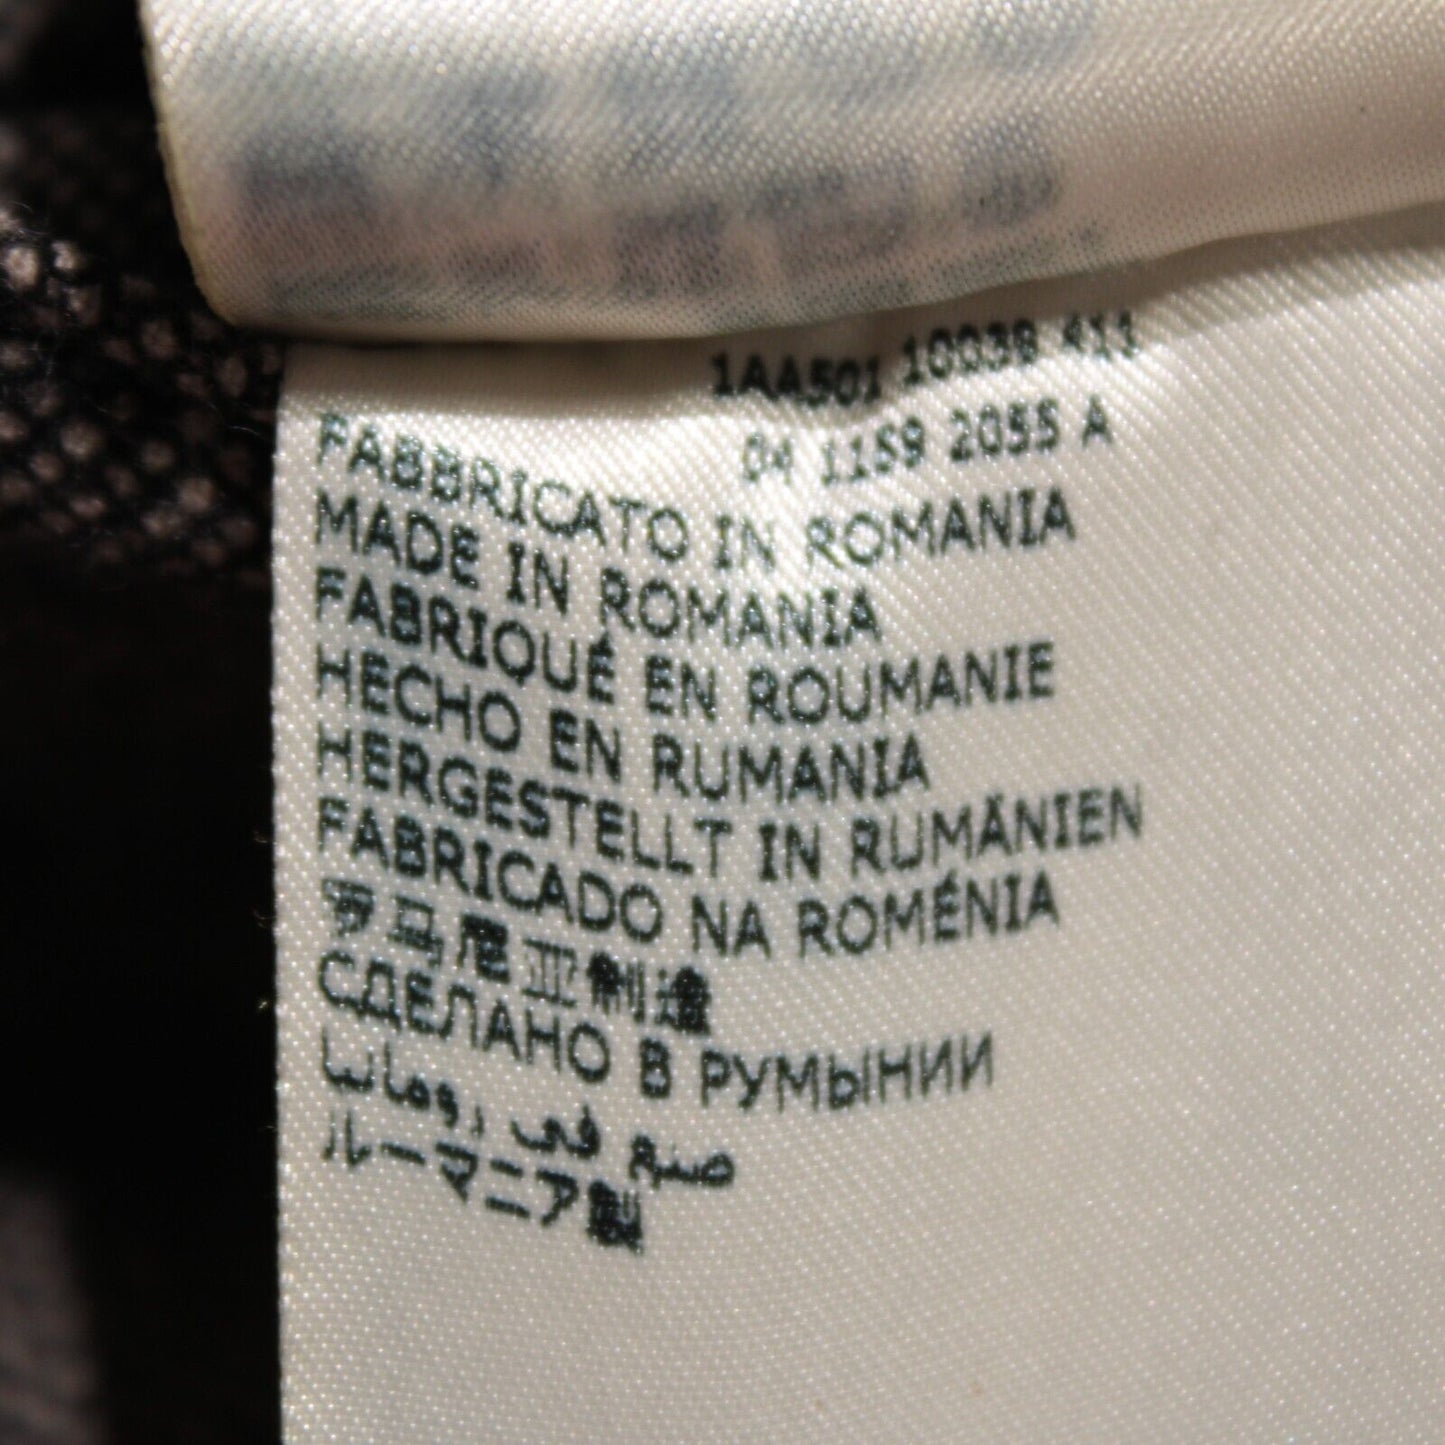 1AA501 10039 411
04 1159 2055 A
FABBRICATO IN ROMANIA
MADE IN ROMANIA
FABRIQUÉ EN ROUMANIE
HECHO EN RUMANIA
HERGESTELLT IN RUMÄNIEN
FABRICADO NA ROMÉNIA
罗马尼亚制造
СДЕЛАНО В РУМЫНИИ
صنع في رومانيا
ルーマニア製